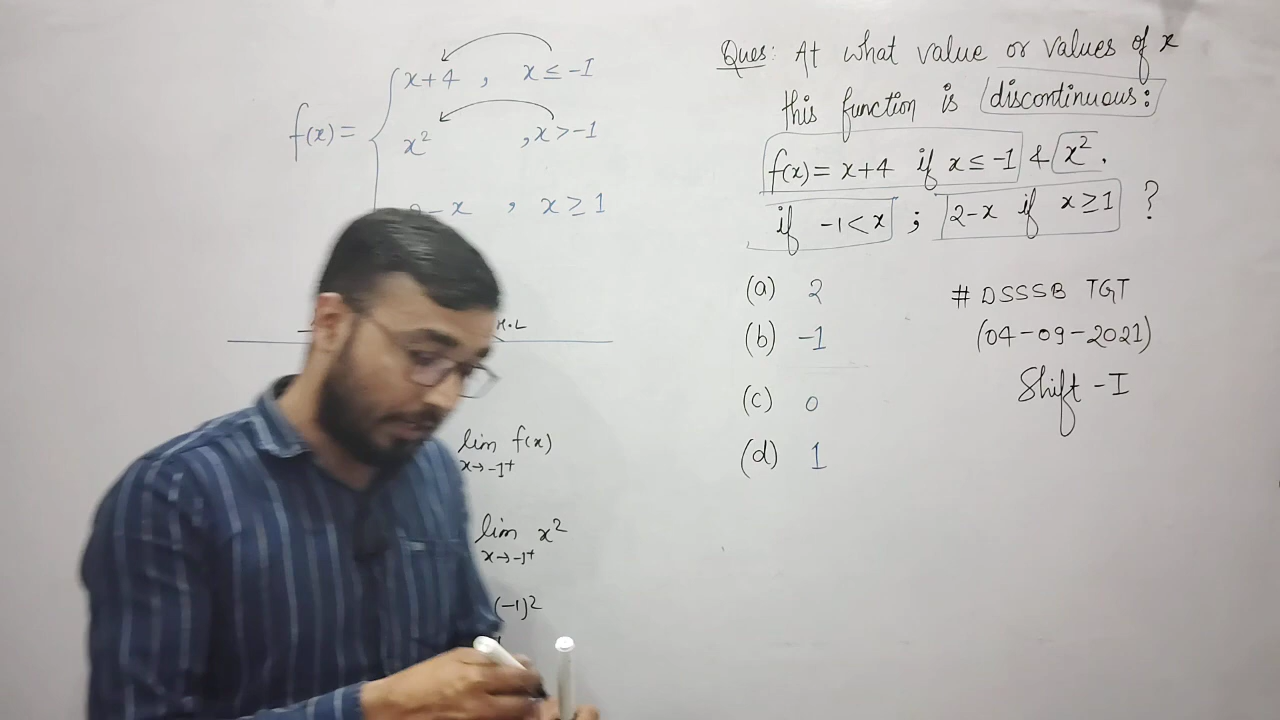 f(x) = { x+4 , x ≤ -1
x² , x > -1
- x , x ≥ 1
H.L
lim f(x)
x→-1⁺
lim x²
x→-1⁺
(-1)²
Ques: At what value or values of x
this function is discontinuous:
f(x) = x+4 if x ≤ -1 & x².
if -1<x ; 2-x if x≥1 ?
(a) 2
(b) -1
(c) 0
(d) 1
# DSSSB TGT
(04-09-2021)
Shift - I